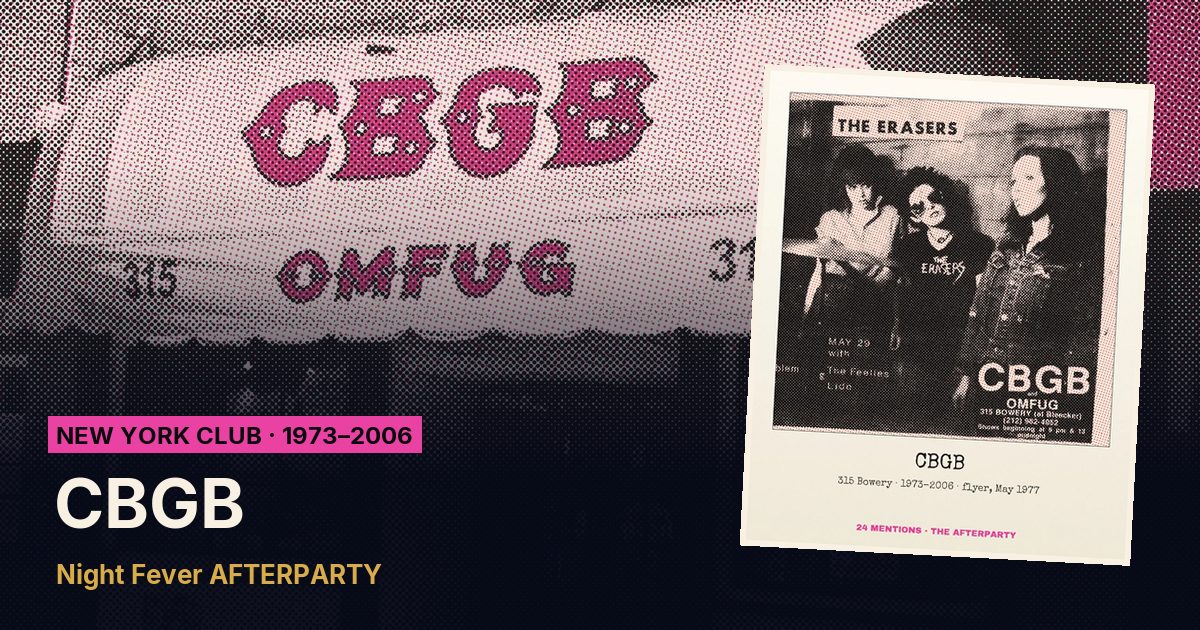 CBGB
315
OMFUG
31
NEW YORK CLUB · 1973–2006
CBGB
Night Fever AFTERPARTY
THE ERASERS
THE
ERASERS
MAY 29
with
blem
The Feelies
Lido
CBGB
and
OMFUG
315 BOWERY (at Bleecker)
(212) 982-4052
Shows beginning at 9 pm & 12
midnight
CBGB
315 Bowery · 1973–2006 · flyer, May 1977
24 MENTIONS · THE AFTERPARTY